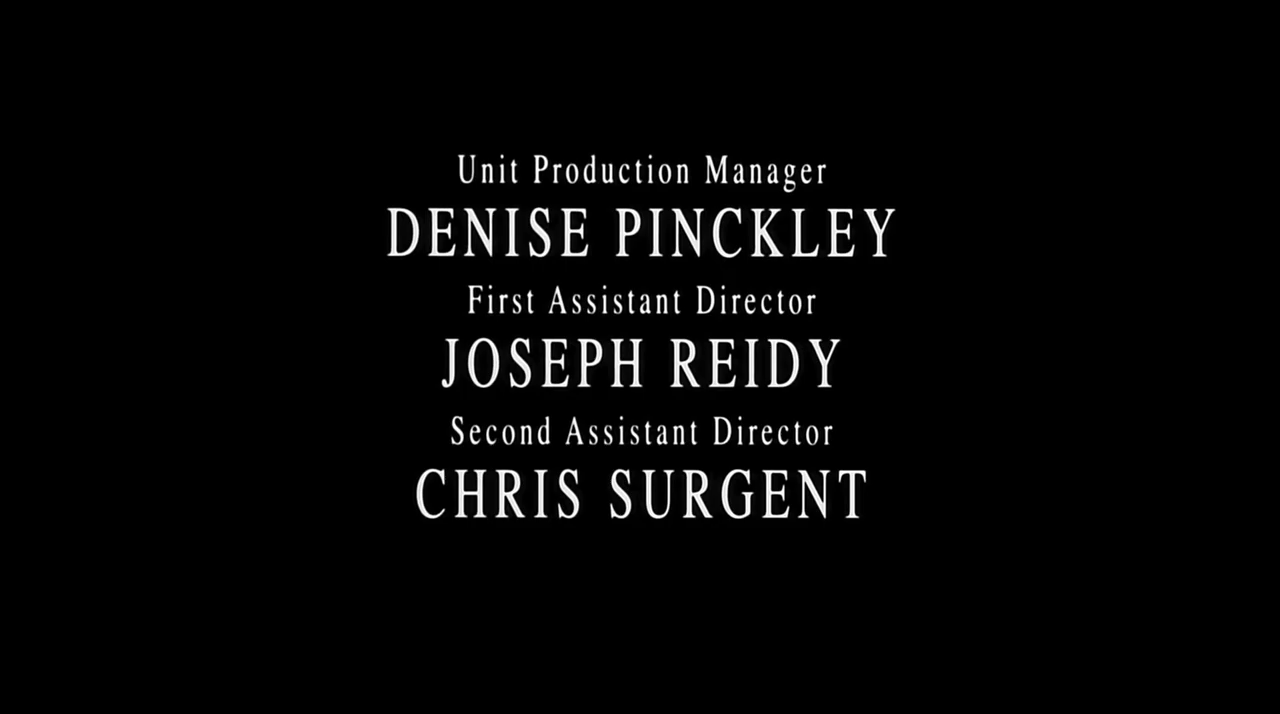 Unit Production Manager
DENISE PINCKLEY
First Assistant Director
JOSEPH REIDY
Second Assistant Director
CHRIS SURGENT